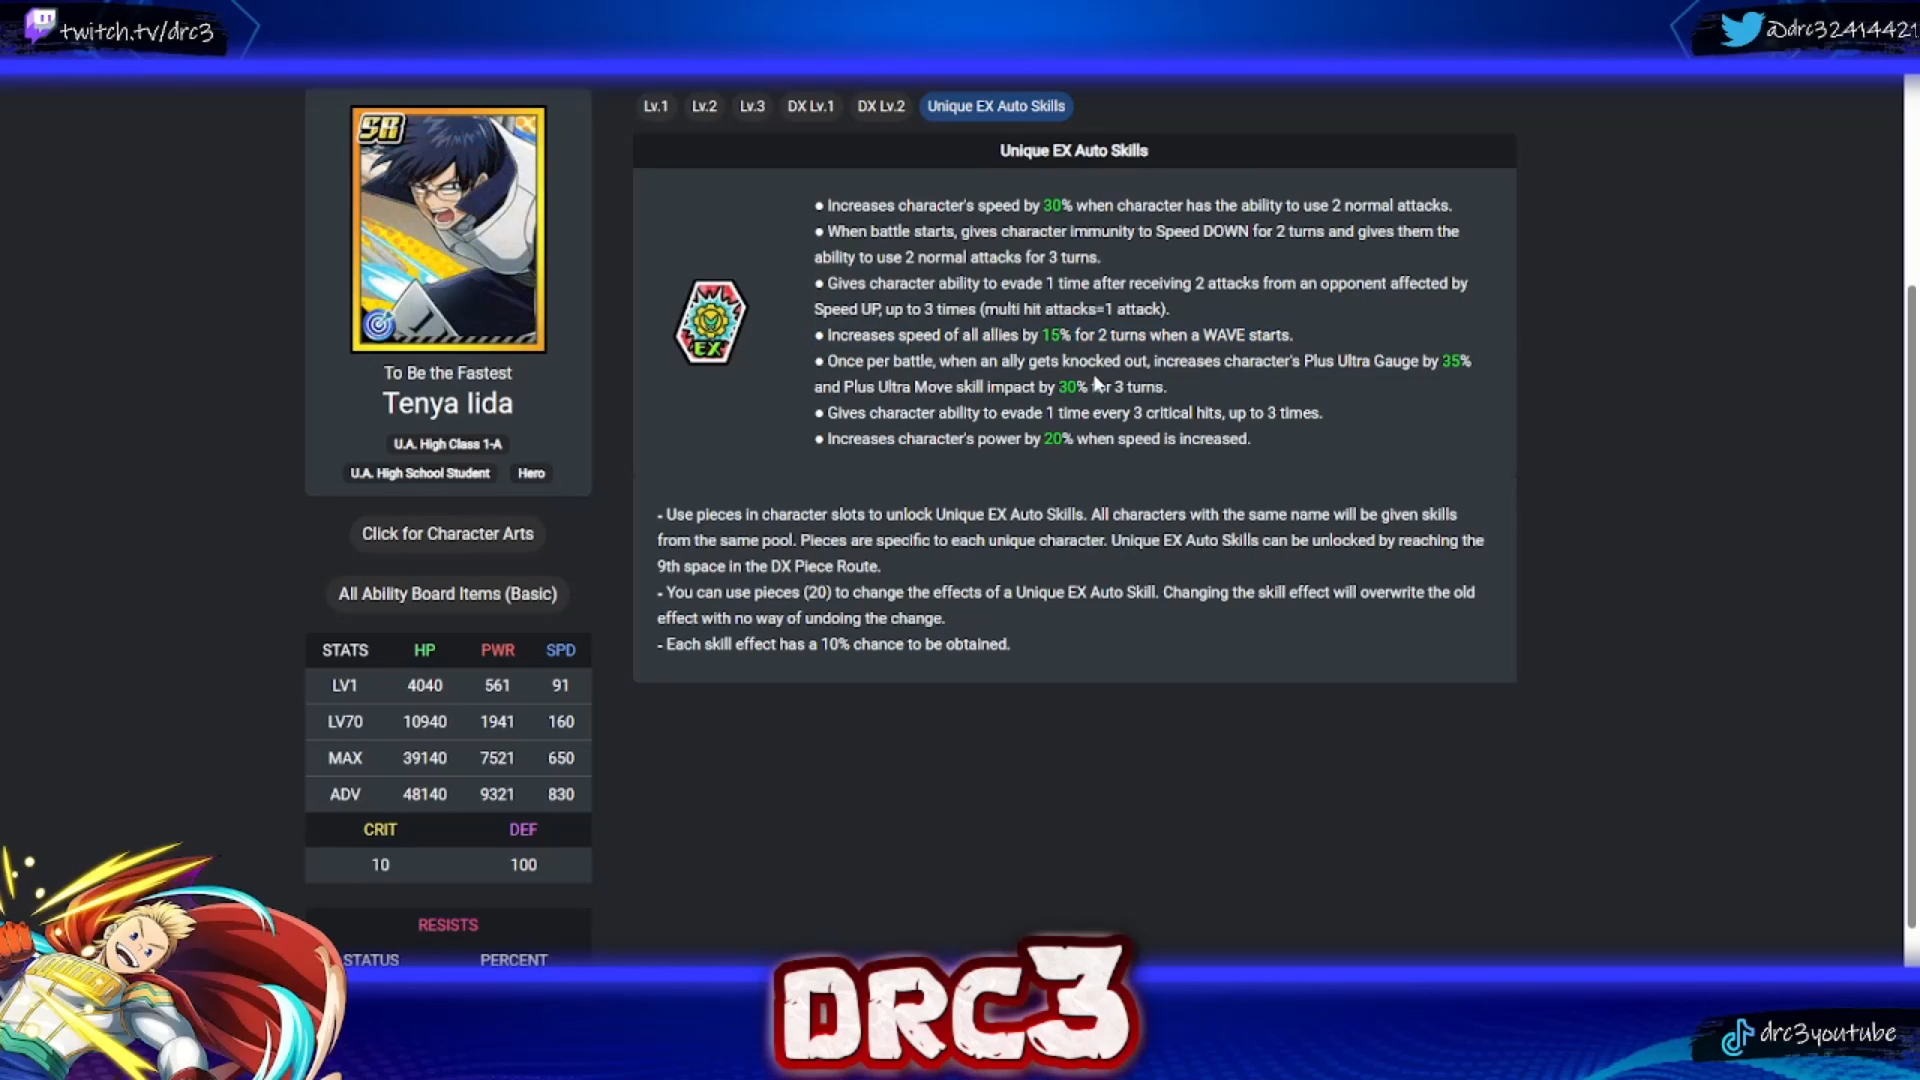 twitch.tv/drc3
@drc32414421
Lv.1 Lv.2 Lv.3 DX Lv.1 DX Lv.2 Unique EX Auto Skills
Unique EX Auto Skills
SR
EX
● Increases character's speed by 30% when character has the ability to use 2 normal attacks.
● When battle starts, gives character immunity to Speed DOWN for 2 turns and gives them the
ability to use 2 normal attacks for 3 turns.
● Gives character ability to evade 1 time after receiving 2 attacks from an opponent affected by
Speed UP, up to 3 times (multi hit attacks=1 attack).
● Increases speed of all allies by 15% for 2 turns when a WAVE starts.
● Once per battle, when an ally gets knocked out, increases character's Plus Ultra Gauge by 35%
and Plus Ultra Move skill impact by 30% for 3 turns.
● Gives character ability to evade 1 time every 3 critical hits, up to 3 times.
● Increases character's power by 20% when speed is increased.
To Be the Fastest
Tenya Iida
U.A. High Class 1-A
U.A. High School Student Hero
Click for Character Arts
All Ability Board Items (Basic)
- Use pieces in character slots to unlock Unique EX Auto Skills. All characters with the same name will be given skills
from the same pool. Pieces are specific to each unique character. Unique EX Auto Skills can be unlocked by reaching the
9th space in the DX Piece Route.
- You can use pieces (20) to change the effects of a Unique EX Auto Skill. Changing the skill effect will overwrite the old
effect with no way of undoing the change.
- Each skill effect has a 10% chance to be obtained.
STATS HP PWR SPD
LV1 4040 561 91
LV70 10940 1941 160
MAX 39140 7521 650
ADV 48140 9321 830
CRIT DEF
10 100
RESISTS
STATUS PERCENT
DRC3
drc3youtube